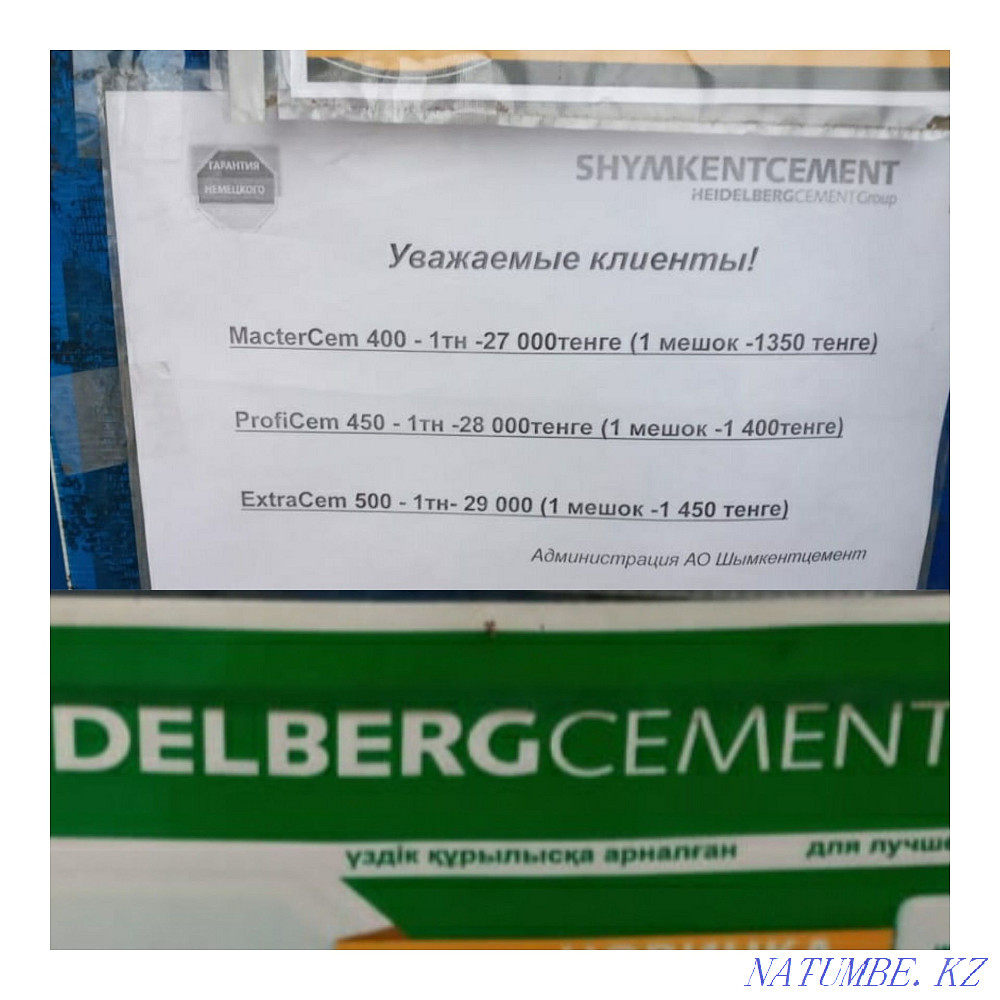 ГАРАНТИЯ
НЕМЕЦКОГО
SHYMKENTCEMENT
HEIDELBERGCEMENT Group
Уважаемые клиенты!
MacterCem 400 - 1тн -27 000тенге (1 мешок -1350 тенге)
ProfiCem 450 - 1тн -28 000тенге (1 мешок -1 400тенге)
ExtraCem 500 - 1тн- 29 000 (1 мешок -1 450 тенге)
Администрация АО Шымкентцемент
DELBERGCEMENT
үздік құрылысқа арналған для лучше
NATUMBE.KZ